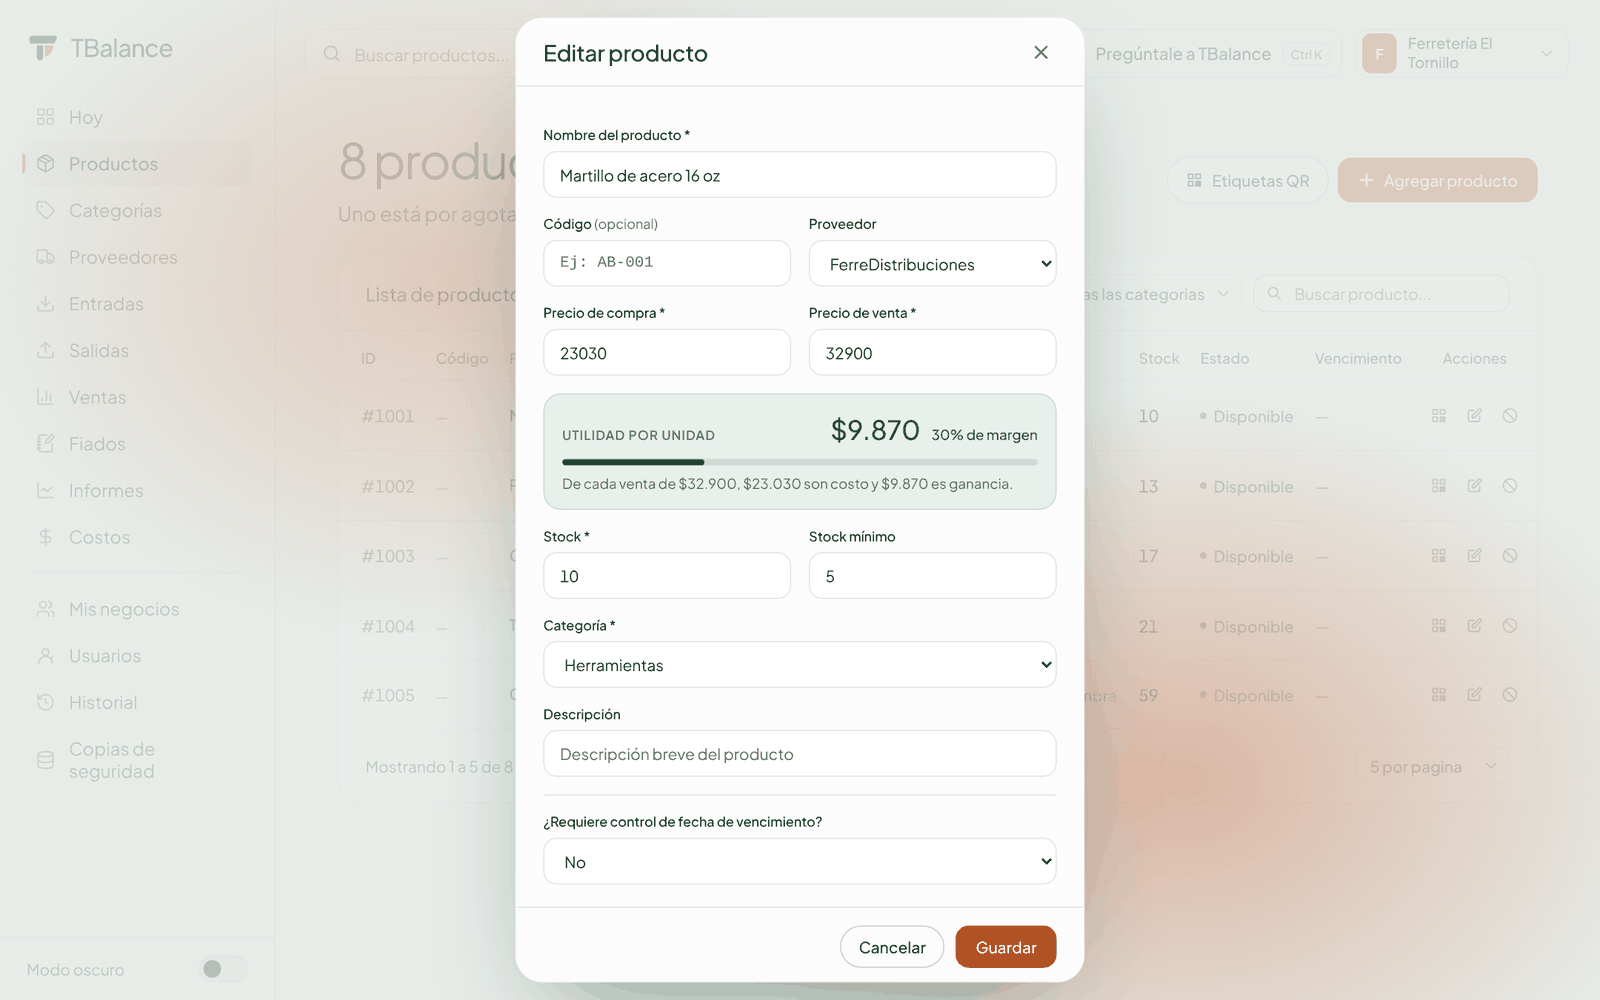 TBalance
Buscar productos...
Pregúntale a TBalance
Ctrl K
F
Ferretería El
Tornillo
Hoy
Productos
Categorías
Proveedores
Entradas
Salidas
Ventas
Fiados
Informes
Costos
Mis negocios
Usuarios
Historial
Copias de
seguridad
Modo oscuro
8 produc
Uno está por agota
Etiquetas QR
+ Agregar producto
Lista de producto
as las categorias
Buscar producto...
ID Código Stock Estado Vencimiento Acciones
#1001 — 10 Disponible —
#1002 — 13 Disponible —
#1003 — 17 Disponible —
#1004 — 21 Disponible —
#1005 — mpra 59 Disponible —
Mostrando 1 a 5 de 8
5 por pagina
Editar producto
Nombre del producto *
Martillo de acero 16 oz
Código (opcional) Proveedor
Ej: AB-001 FerreDistribuciones
Precio de compra * Precio de venta *
23030 32900
UTILIDAD POR UNIDAD $9.870 30% de margen
De cada venta de $32.900, $23.030 son costo y $9.870 es ganancia.
Stock * Stock mínimo
10 5
Categoría *
Herramientas
Descripción
Descripción breve del producto
¿Requiere control de fecha de vencimiento?
No
Cancelar Guardar